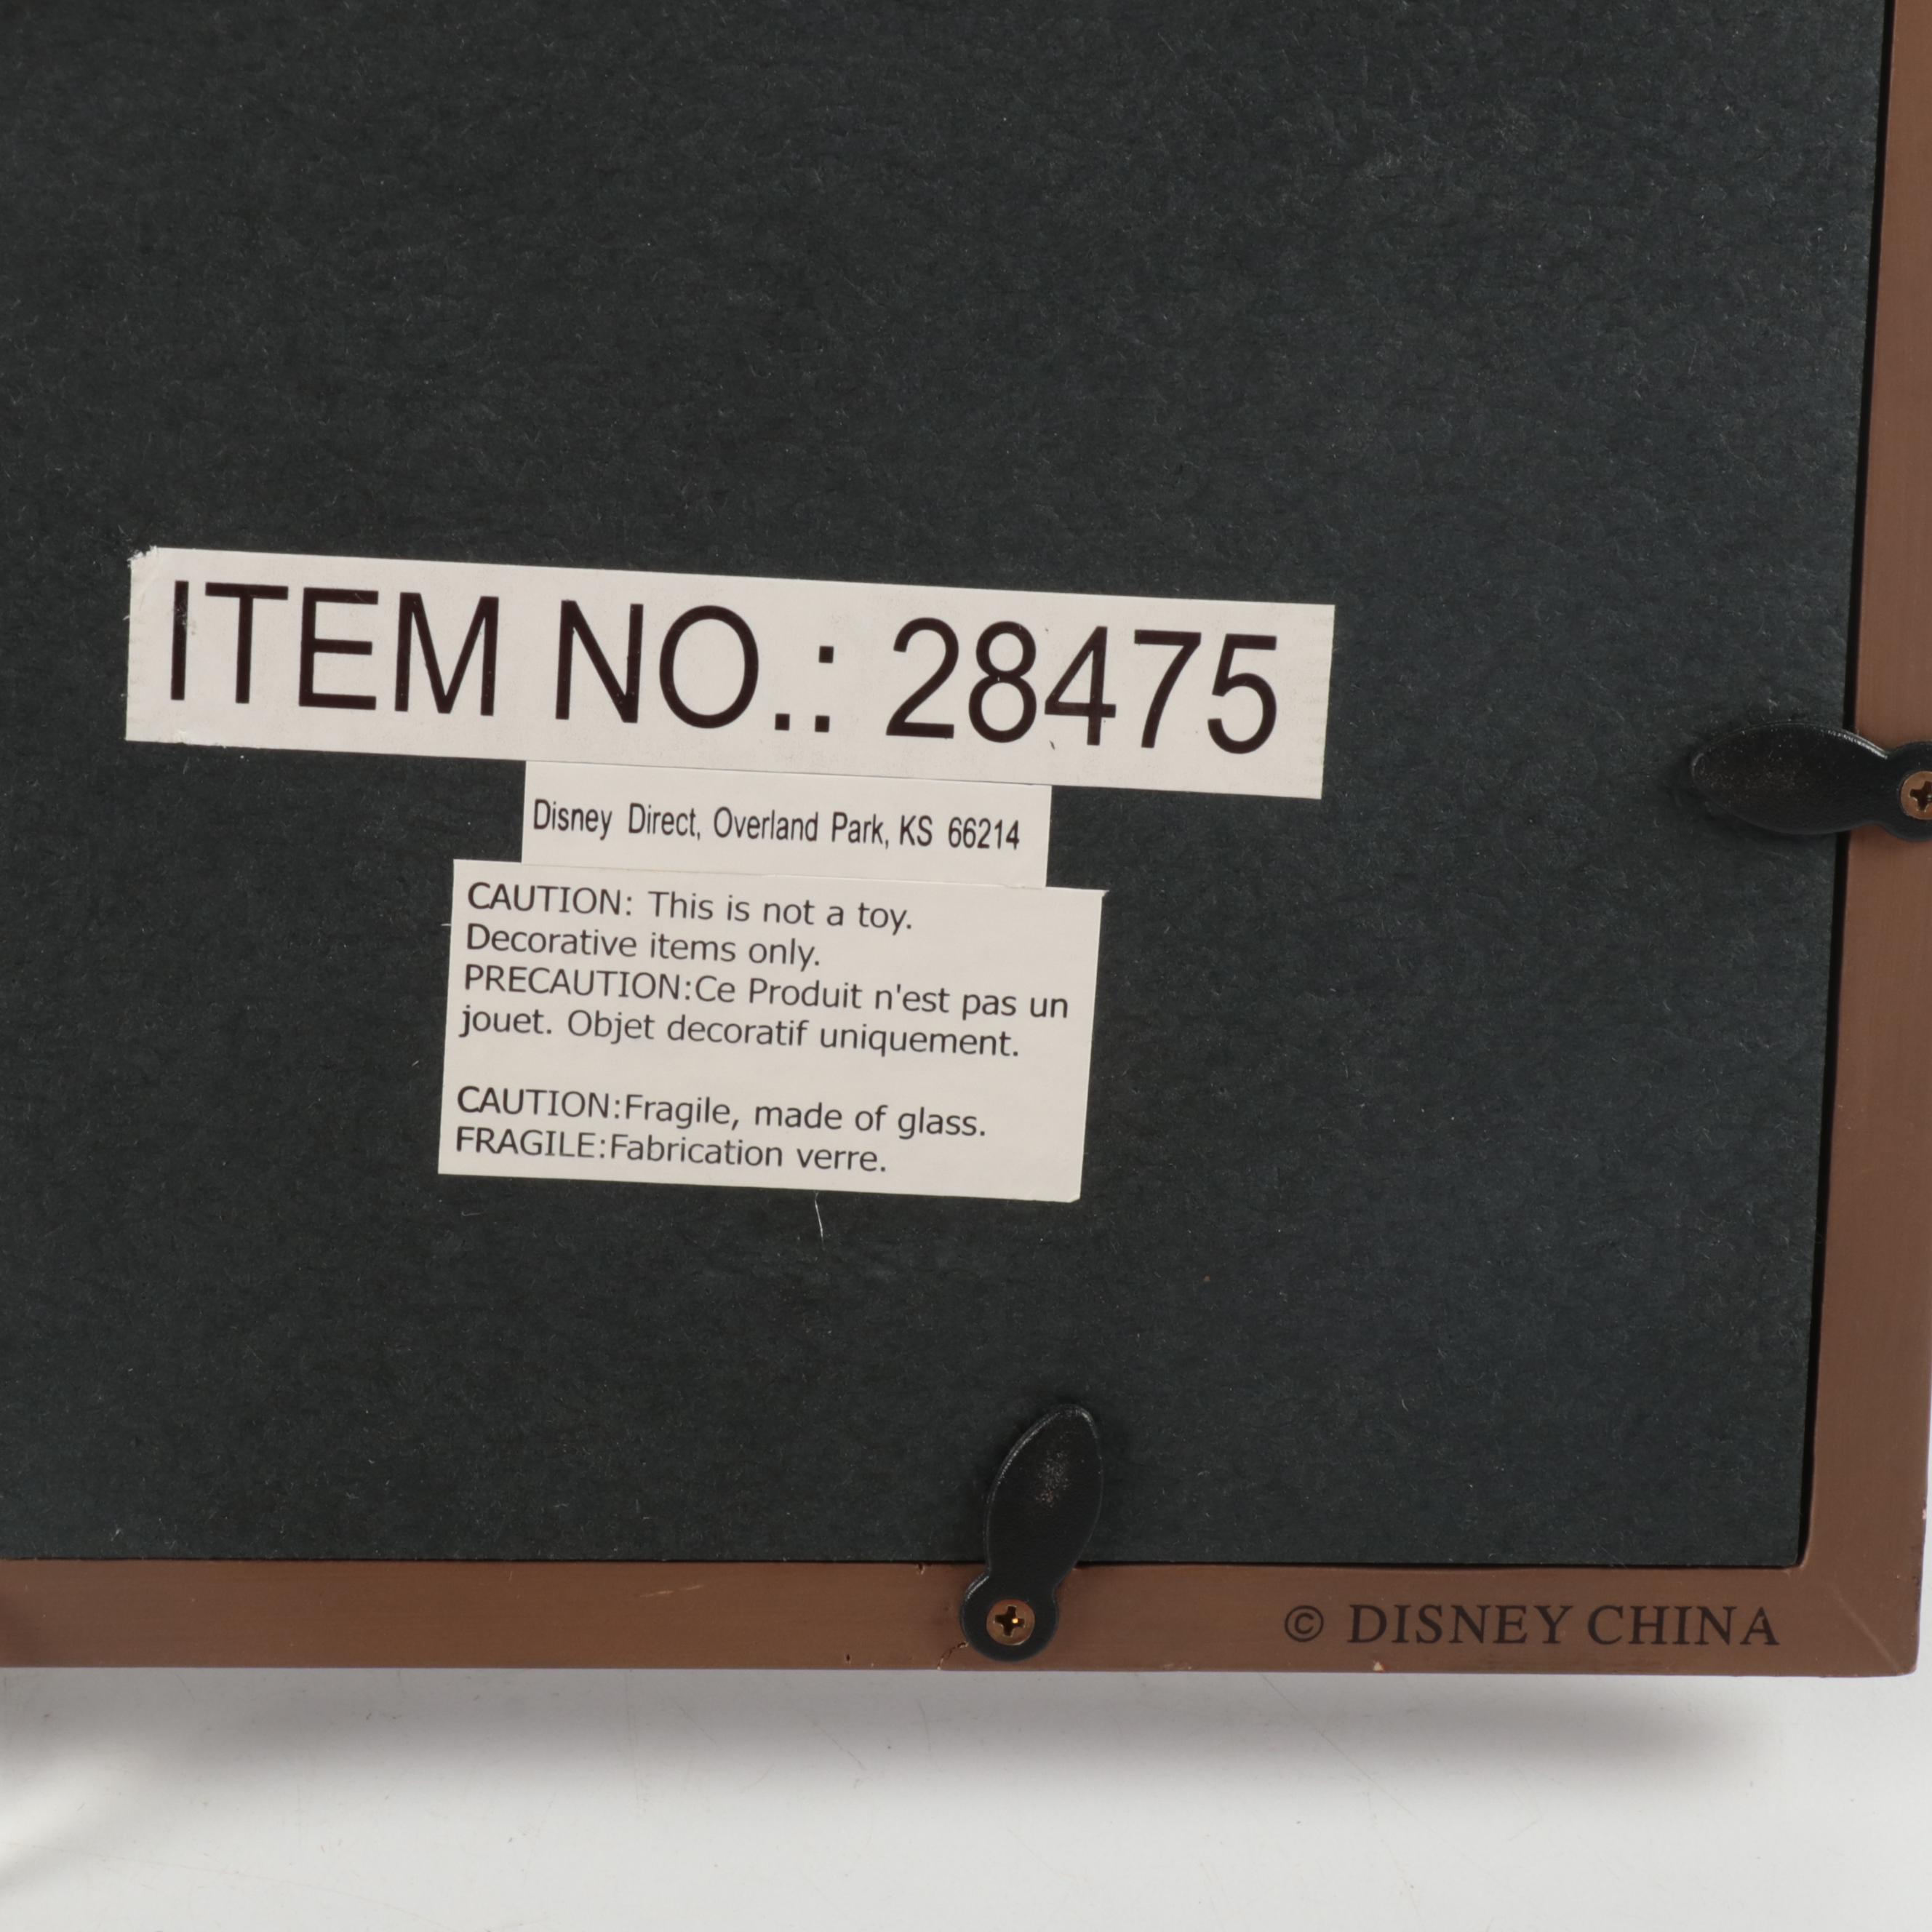 ITEM NO.: 28475
Disney Direct, Overland Park, KS 66214
CAUTION: This is not a toy.
Decorative items only.
PRECAUTION:Ce Produit n'est pas un
jouet. Objet decoratif uniquement.
CAUTION:Fragile, made of glass.
FRAGILE:Fabrication verre.
© DISNEY CHINA